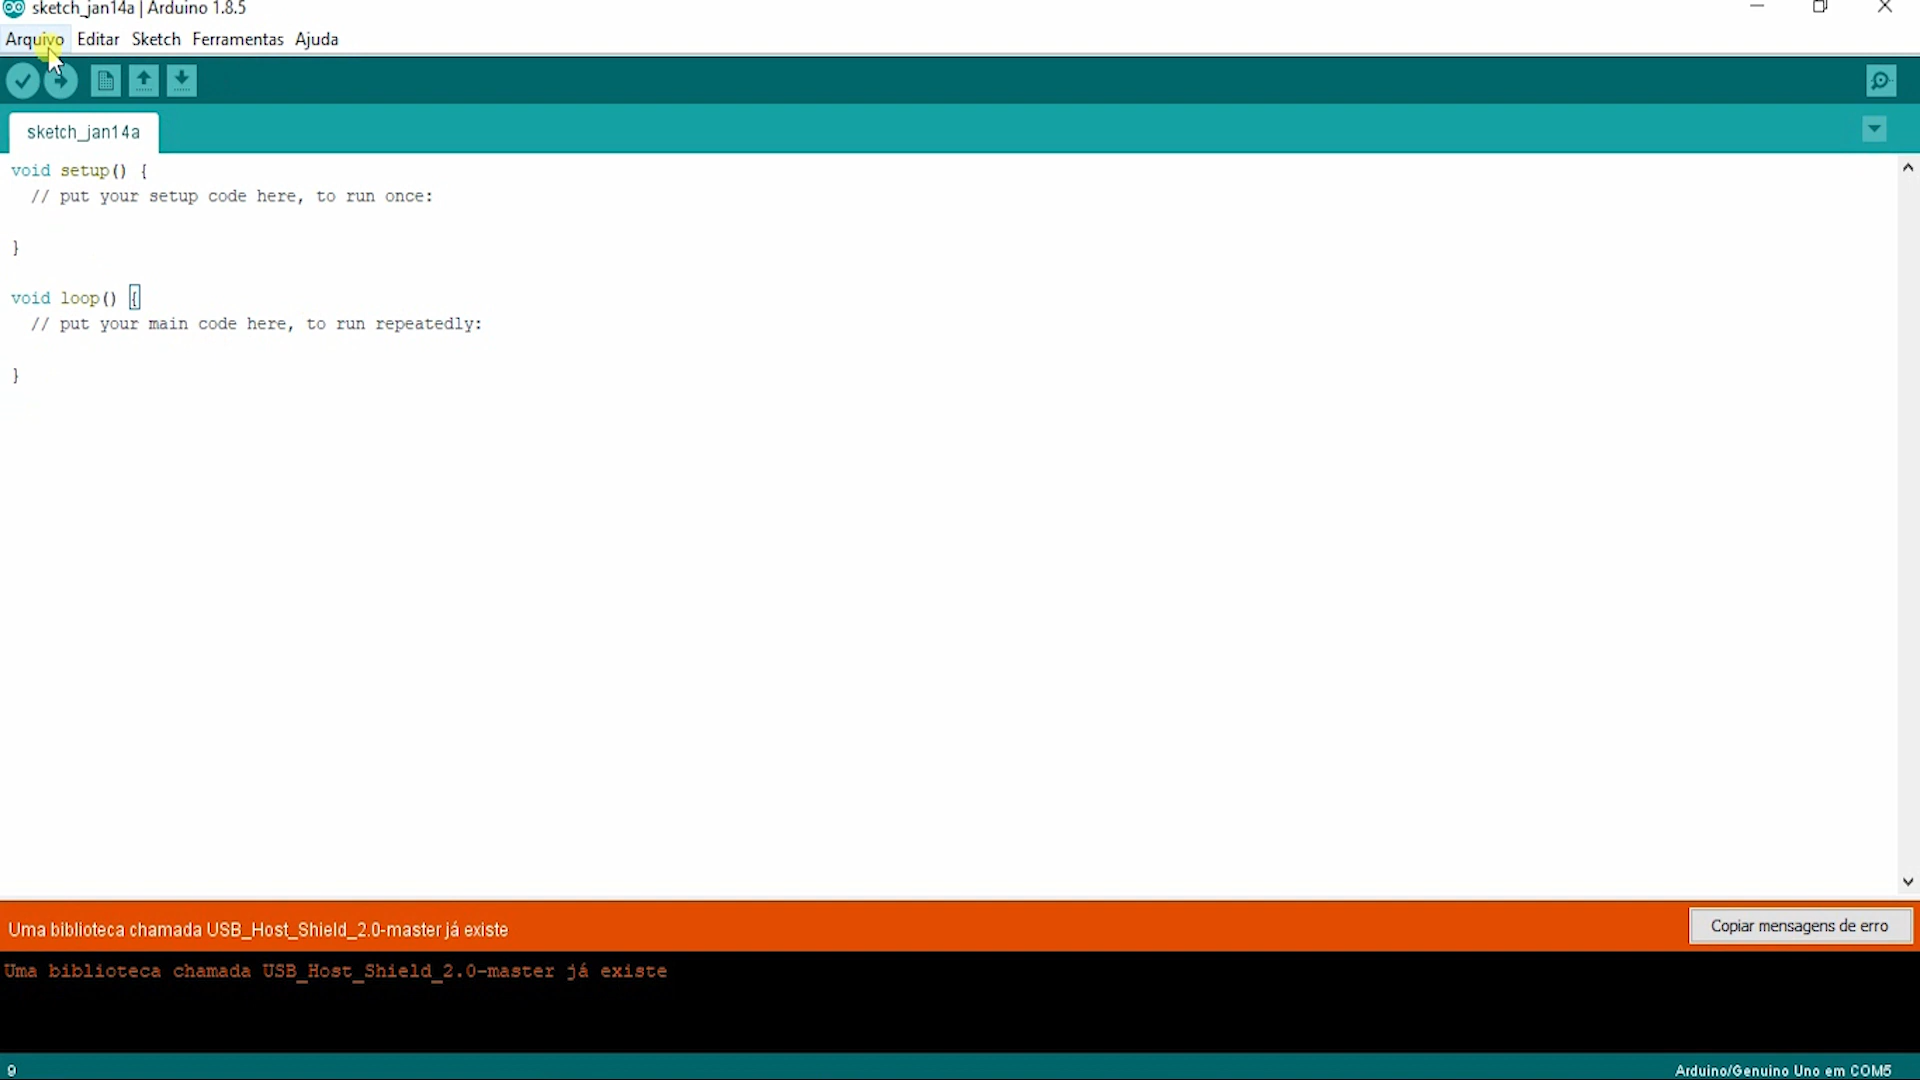 sketch_jan14a | Arduino 1.8.5
Arquivo Editar Sketch Ferramentas Ajuda
sketch_jan14a
void setup() {
// put your setup code here, to run once:
}
void loop() {
// put your main code here, to run repeatedly:
}
Uma biblioteca chamada USB_Host_Shield_2.0-master já existe
Copiar mensagens de erro
Uma biblioteca chamada USB_Host_Shield_2.0-master já existe
9
Arduino/Genuino Uno em COM5